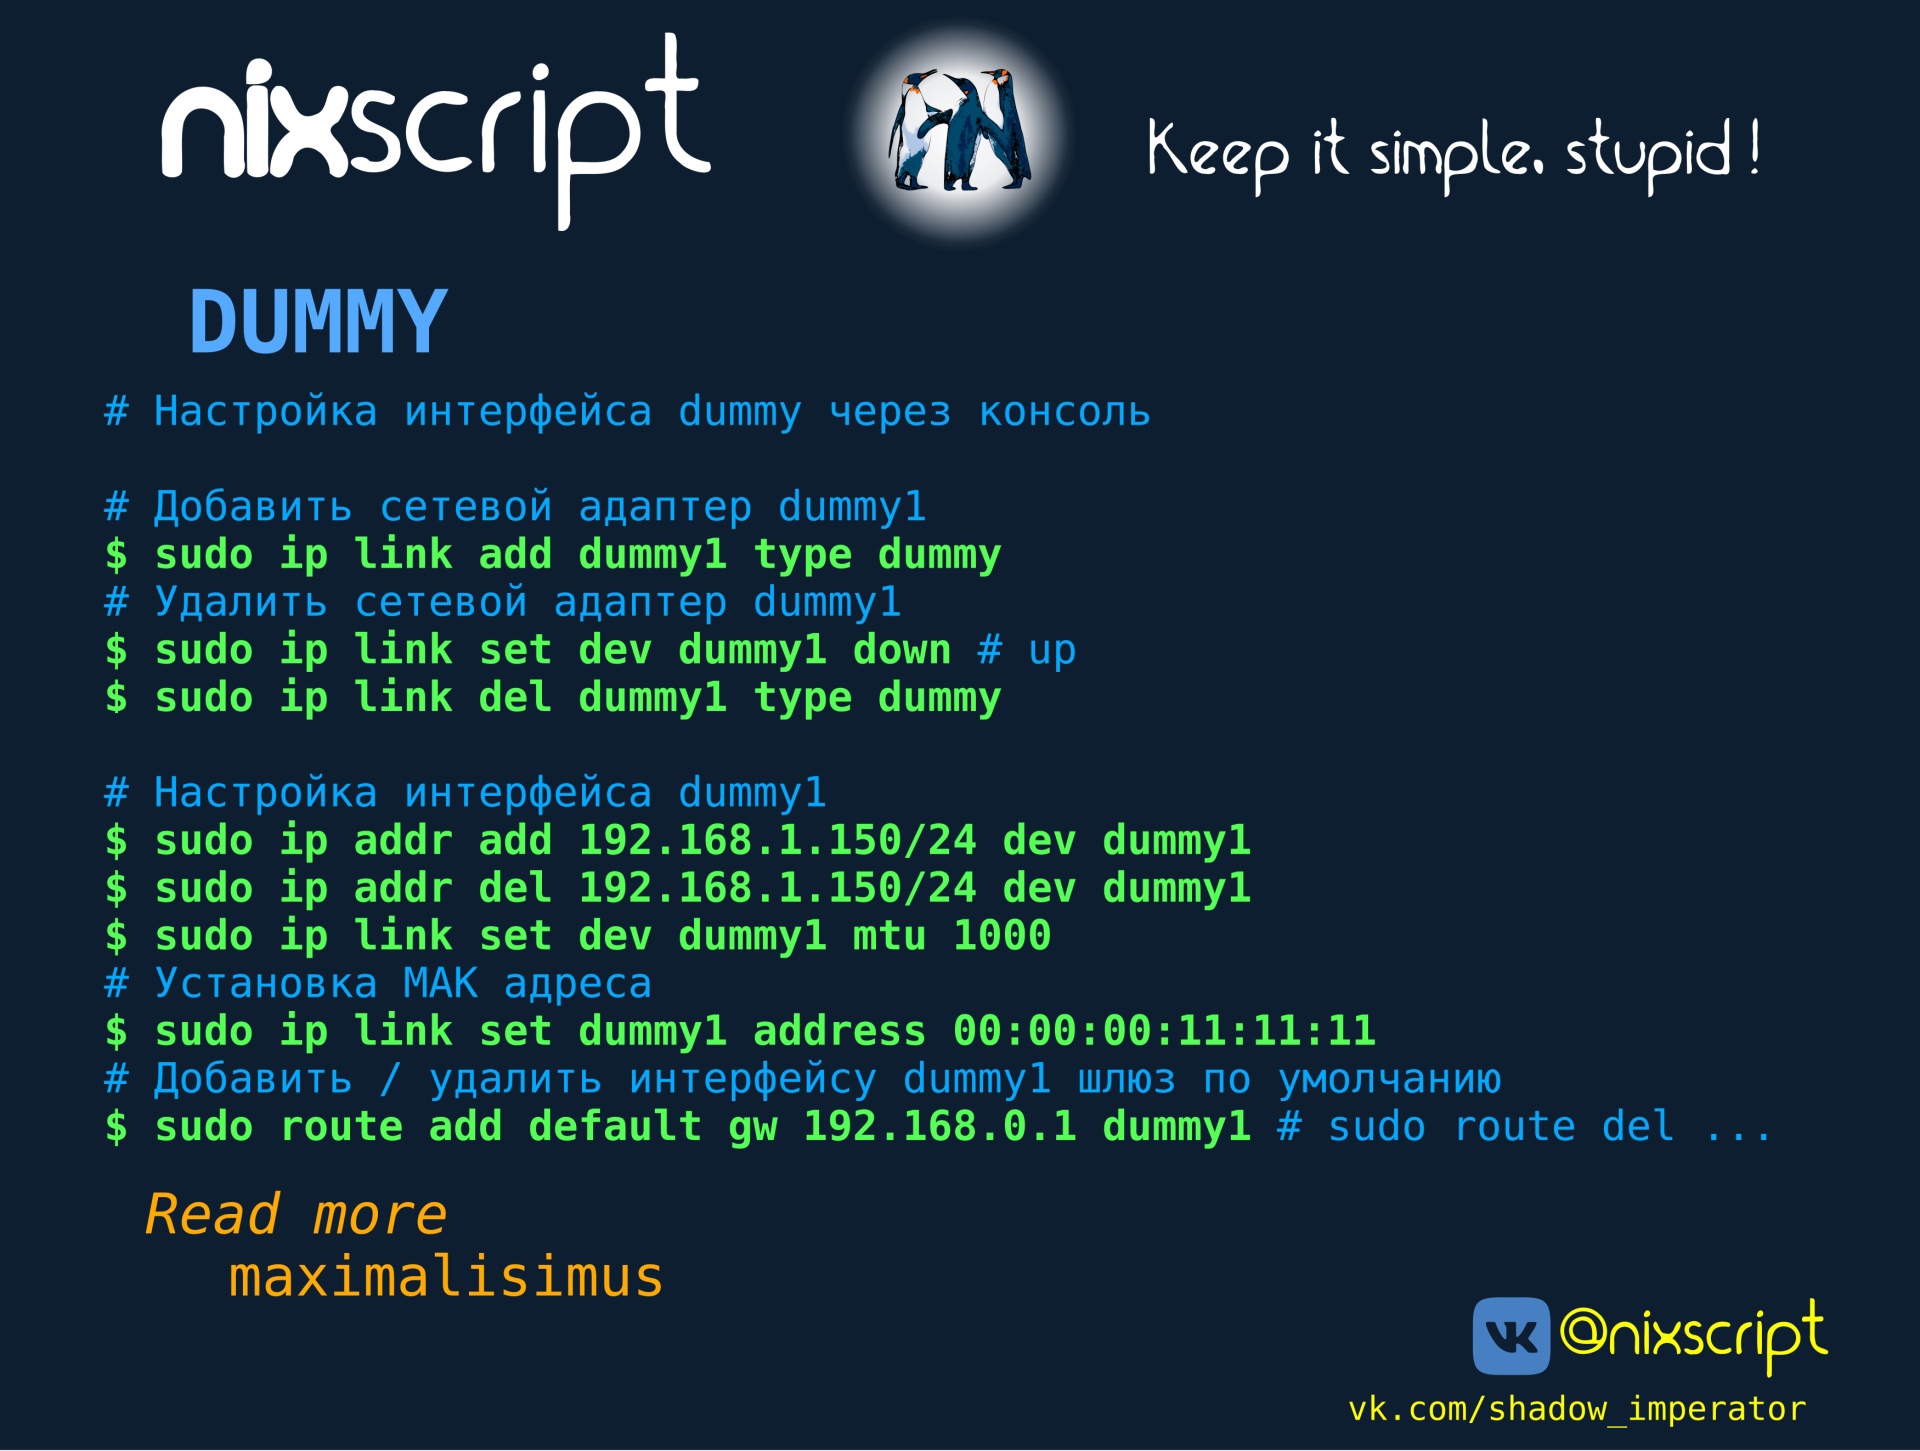 nixscript
Keep it simple, stupid !
DUMMY
# Настройка интерфейса dummy через консоль
# Добавить сетевой адаптер dummy1
$ sudo ip link add dummy1 type dummy
# Удалить сетевой адаптер dummy1
$ sudo ip link set dev dummy1 down # up
$ sudo ip link del dummy1 type dummy
# Настройка интерфейса dummy1
$ sudo ip addr add 192.168.1.150/24 dev dummy1
$ sudo ip addr del 192.168.1.150/24 dev dummy1
$ sudo ip link set dev dummy1 mtu 1000
# Установка МАК адреса
$ sudo ip link set dummy1 address 00:00:00:11:11:11
# Добавить / удалить интерфейсу dummy1 шлюз по умолчанию
$ sudo route add default gw 192.168.0.1 dummy1 # sudo route del ...
Read more
maximalisimus
@nixscript
vk.com/shadow_imperator